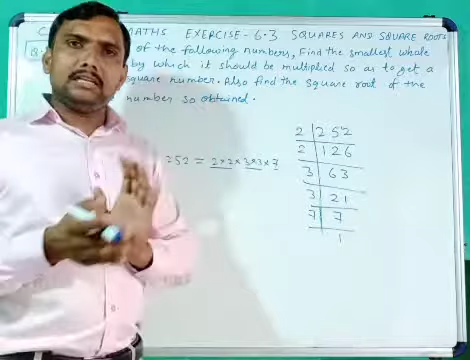 C MATHS EXERCISE-6.3 SQUARES AND SQUARE ROOTS
Q of the following numbers, Find the smallest whole
by which it should be multiplied so as to get a
square number. Also find the square root of the
number so obtained.
252 = 2×2×3×3×7
2 | 252
2 | 126
3 | 63
3 | 21
7 | 7
1